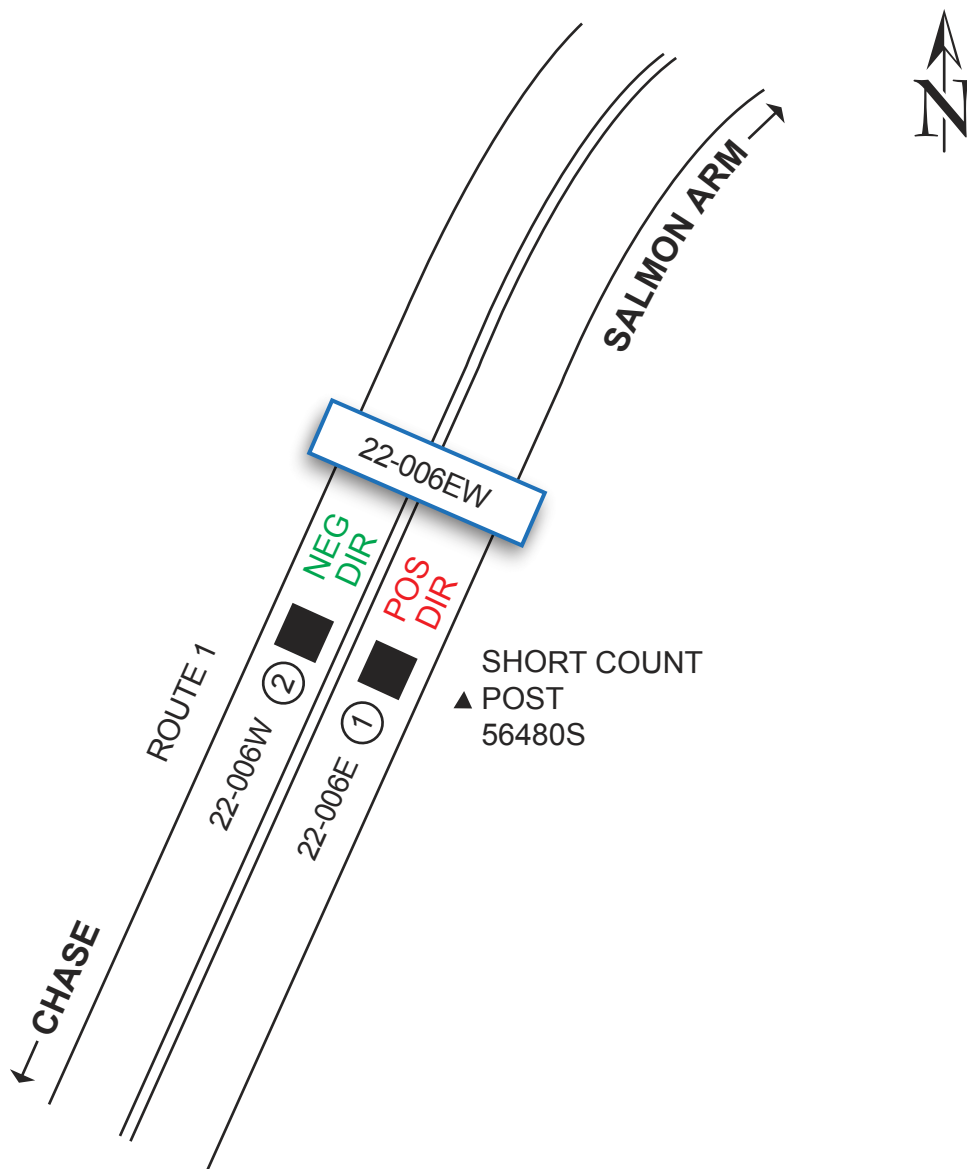 N
SALMON ARM
22-006EW
NEG
DIR
POS
DIR
ROUTE 1
22-006W 2
22-006E 1
SHORT COUNT
POST
56480S
CHASE